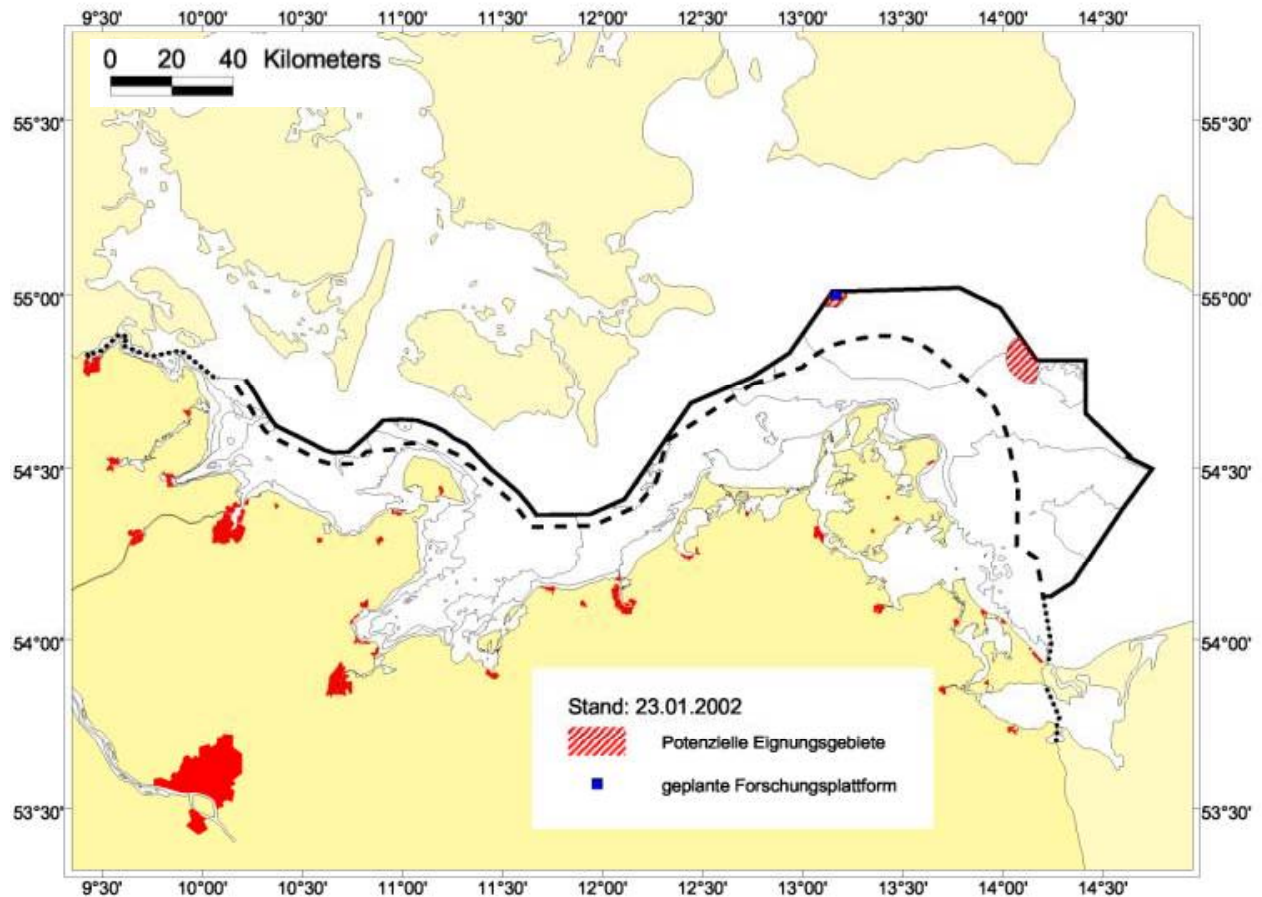 9°30' 10°00' 10°30' 11°00' 11°30' 12°00' 12°30' 13°00' 13°30' 14°00' 14°30'
0 20 40 Kilometers
55°30' 55°30'
55°00' 55°00'
54°30' 54°30'
54°00' 54°00'
Stand: 23.01.2002
Potenzielle Eignungsgebiete
geplante Forschungsplattform
53°30' 53°30'
9°30' 10°00' 10°30' 11°00' 11°30' 12°00' 12°30' 13°00' 13°30' 14°00' 14°30'